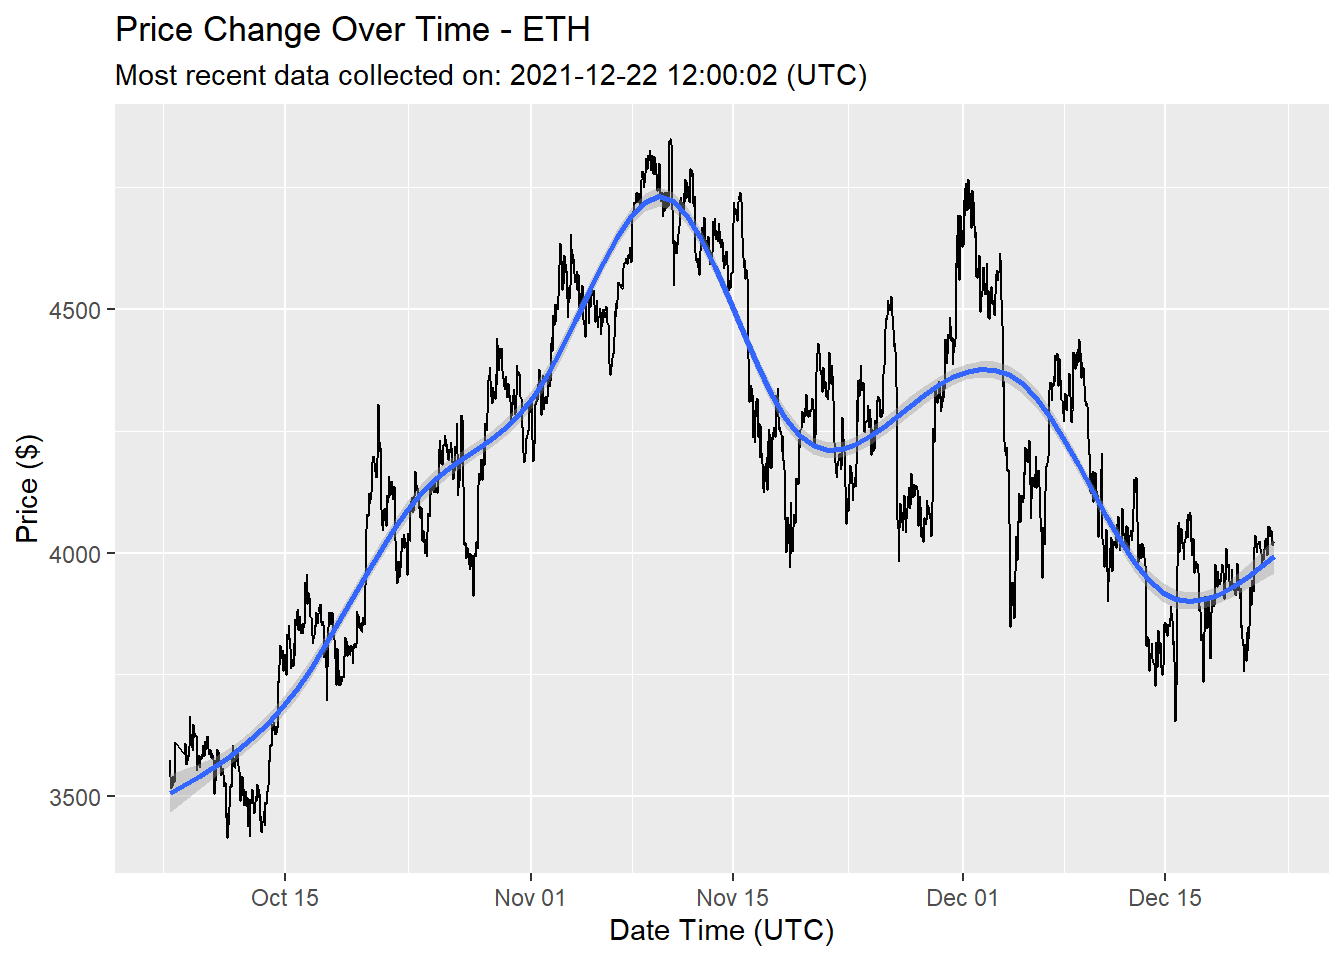 Price Change Over Time - ETH
Most recent data collected on: 2021-12-22 12:00:02 (UTC)
Price ($)
4500
4000
3500
Oct 15
Nov 01
Nov 15
Dec 01
Dec 15
Date Time (UTC)